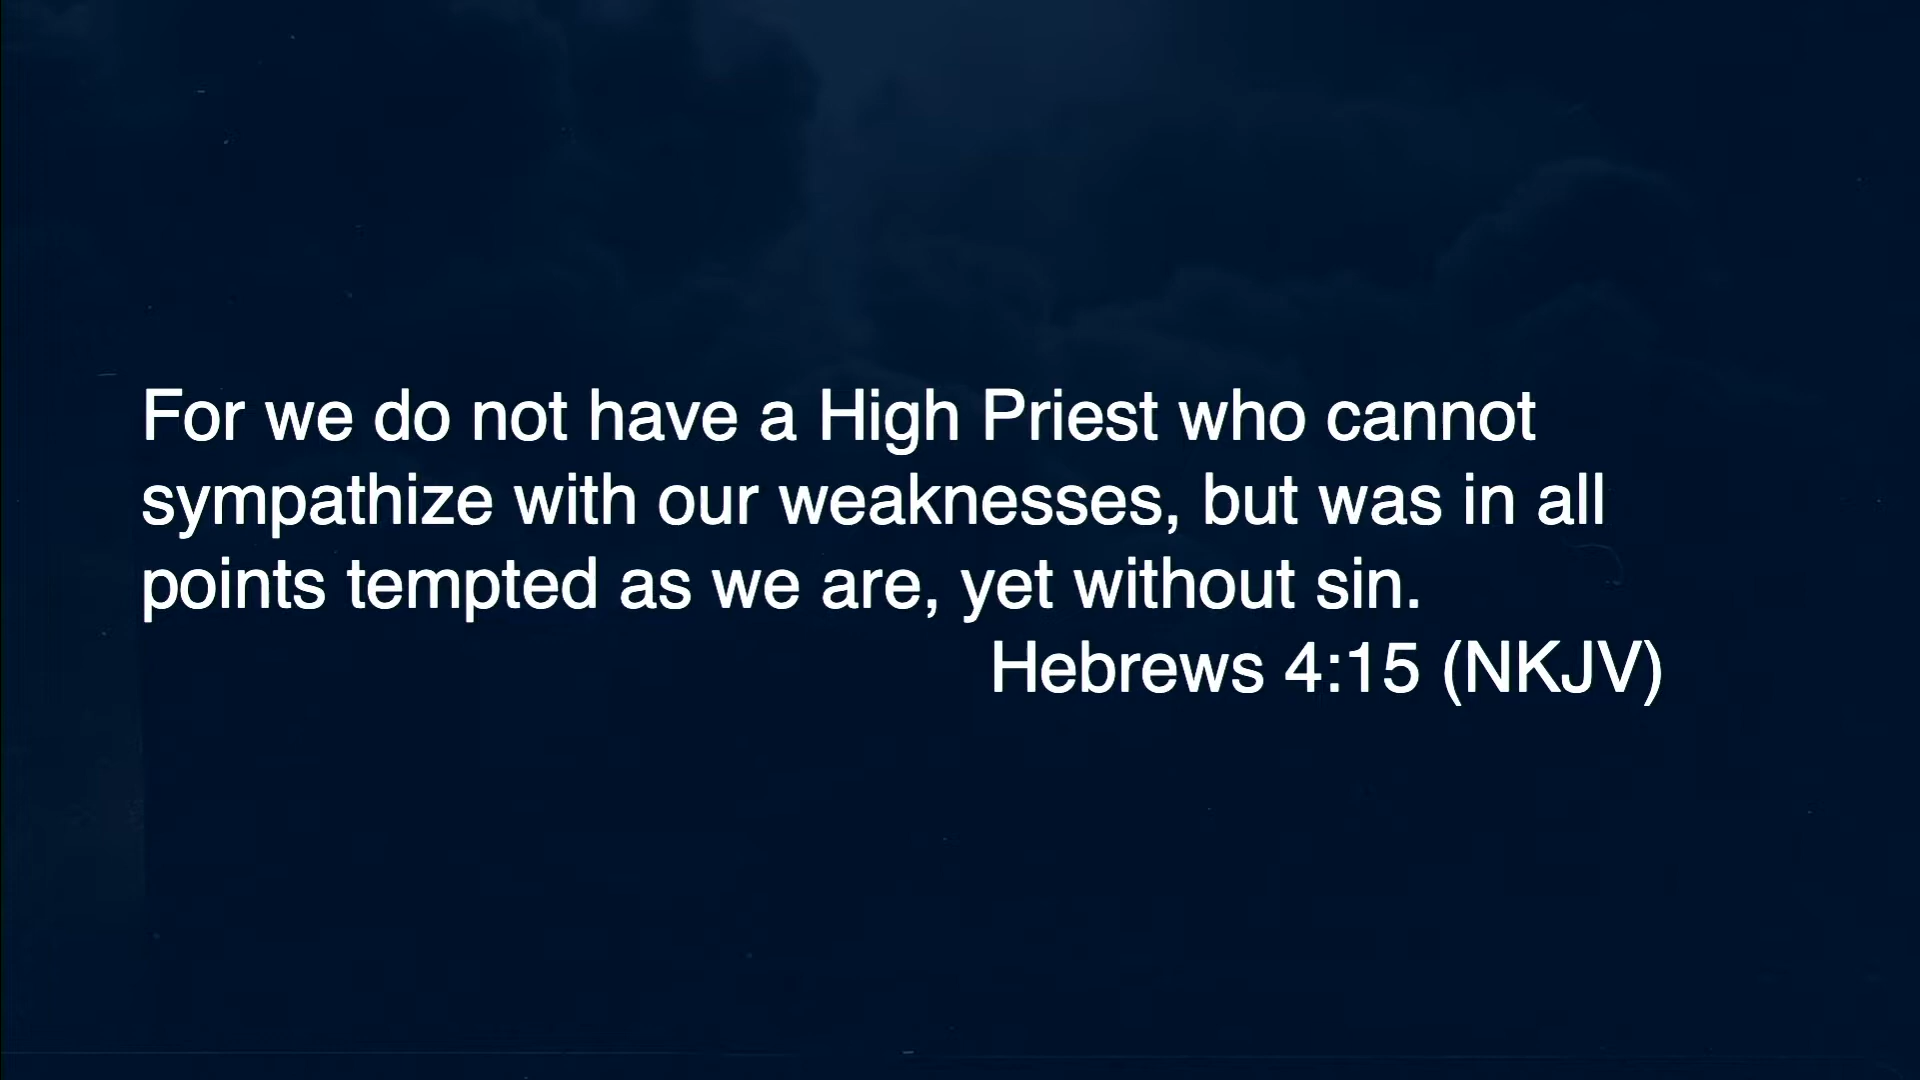 For we do not have a High Priest who cannot
sympathize with our weaknesses, but was in all
points tempted as we are, yet without sin.
Hebrews 4:15 (NKJV)